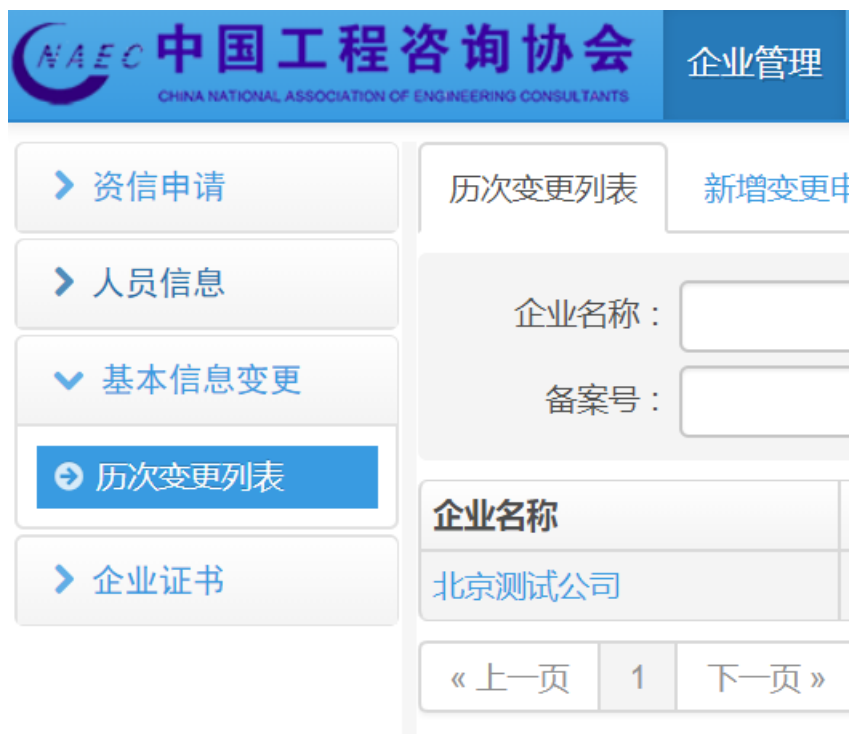 NAEC 中国工程咨询协会
CHINA NATIONAL ASSOCIATION OF ENGINEERING CONSULTANTS
企业管理
资信申请
人员信息
基本信息变更
历次变更列表
企业证书
历次变更列表 新增变更申
企业名称：
备案号：
企业名称
北京测试公司
« 上一页 1 下一页 »